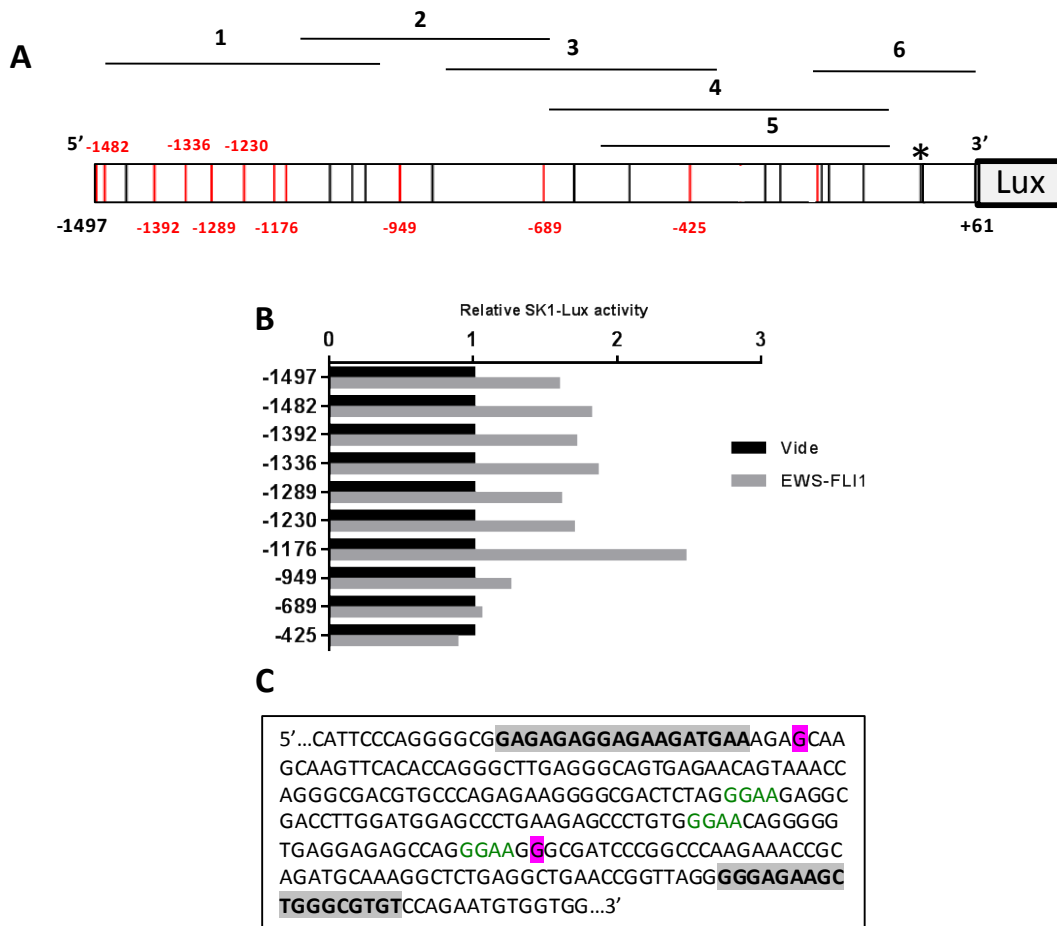 A
1
2
3
4
5
6
5’ -1482 -1336 -1230 * 3’
Lux
-1497 -1392 -1289 -1176 -949 -689 -425 +61
B
Relative SK1-Lux activity
0 1 2 3
-1497
-1482
-1392
-1336
-1289
-1230
-1176
-949
-689
-425
Vide
EWS-FLI1
C
5’...CATTCCCAGGGGCGGAGAGAGGAGAAGATGAAAGAGCAA
GCAAGTTCACACCAGGGCTTGAGGGCAGTGAGAACAGTAAACC
AGGGCGACGTGCCCAGAGAAGGGGCGACTCTAGGGAAGAGGC
GACCTTGGATGGAGCCCTGAAGAGCCCTGTGGGAACAGGGGG
TGAGGAGAGCCAGGGAAGGGCGATCCCGGCCCAAGAAACCGC
AGATGCAAAGGCTCTGAGGCTGAACCGGTTAGGGGGAGAAGC
TGGGCGTGTCCAGAATGTGGTGG...3’